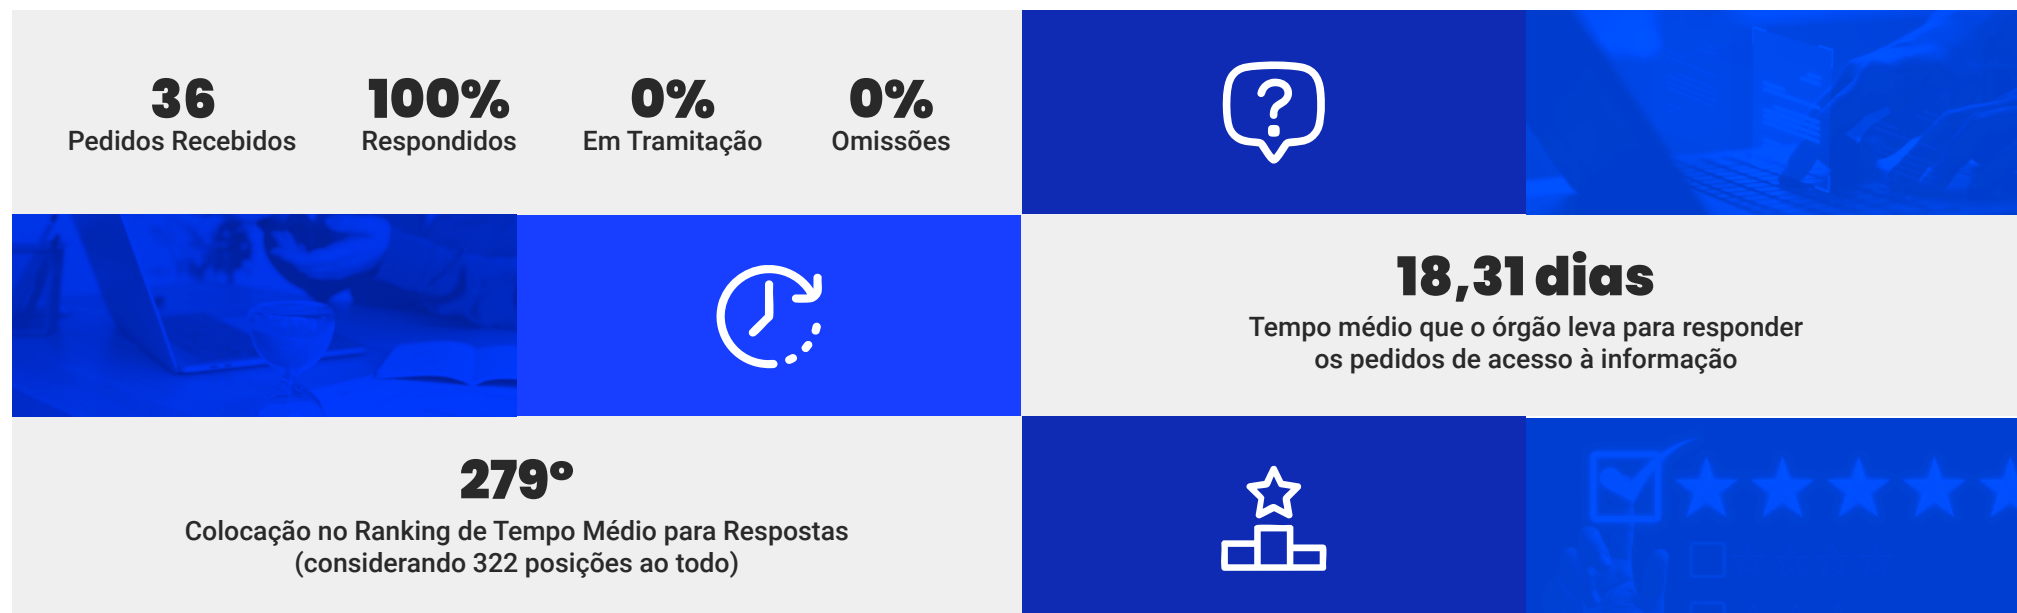 36
Pedidos Recebidos
100%
Respondidos
0%
Em Tramitação
0%
Omissões
18,31 dias
Tempo médio que o órgão leva para responder
os pedidos de acesso à informação
279º
Colocação no Ranking de Tempo Médio para Respostas
(considerando 322 posições ao todo)